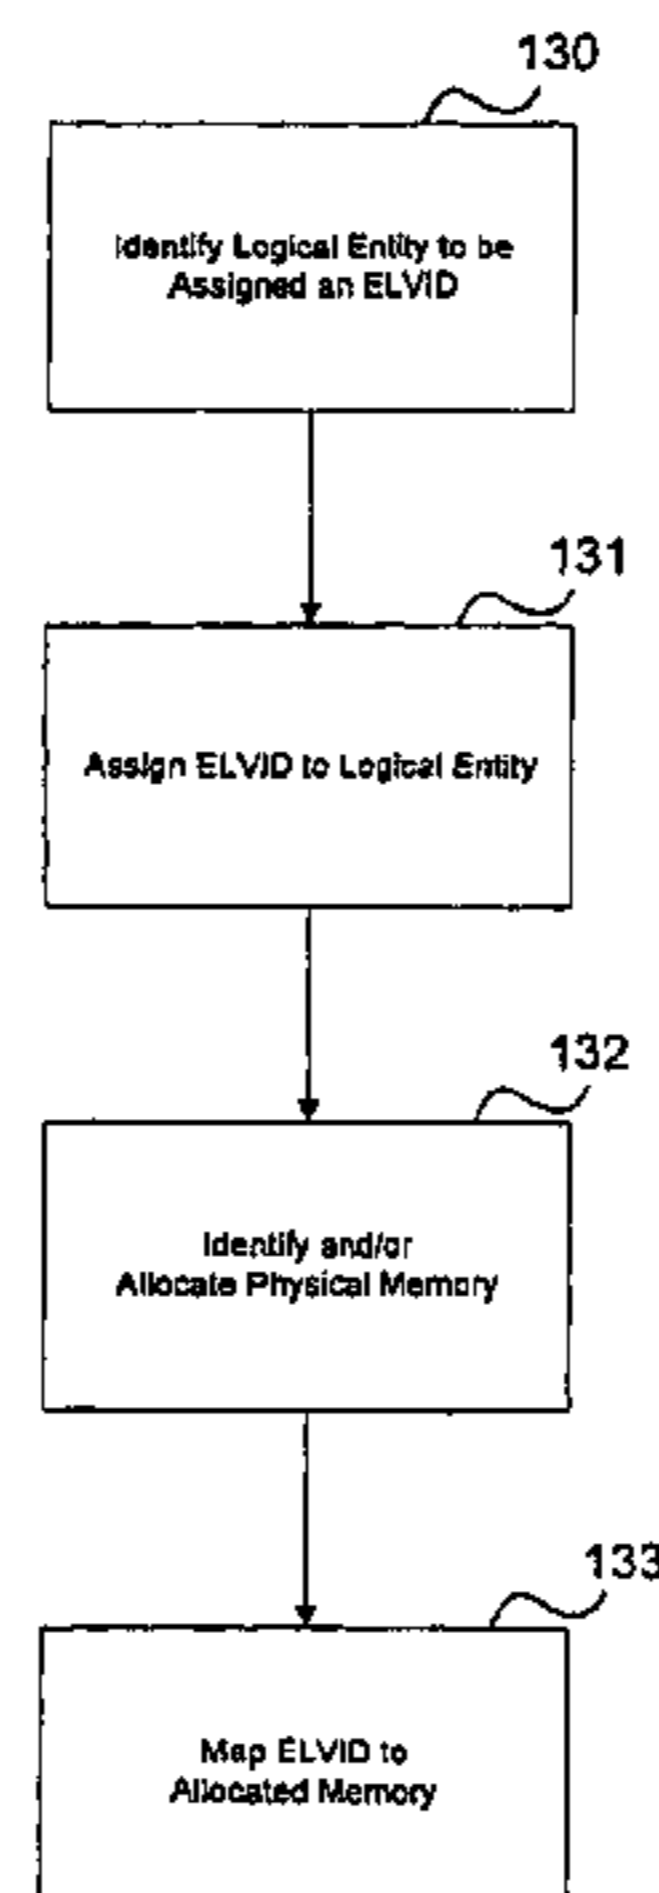 130
Identify Logical Entity to be
Assigned an ELVID
131
Assign ELVID to Logical Entity
132
Identify and/or
Allocate Physical Memory
133
Map ELVID to
Allocated Memory